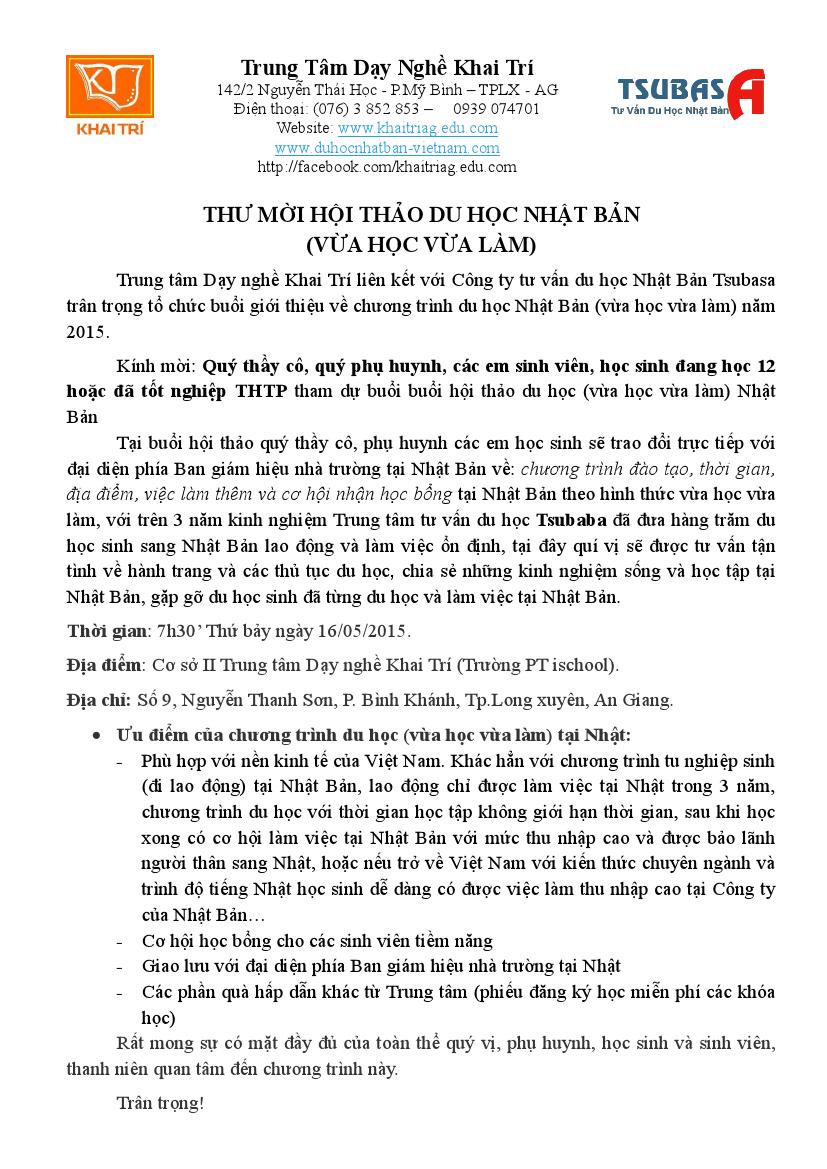 KHAI TRÍ
Trung Tâm Dạy Nghề Khai Trí
142/2 Nguyễn Thái Học - P.Mỹ Bình – TPLX - AG
Điện thoai: (076) 3 852 853 – 0939 074701
Website: www.khaitriag.edu.com
www.duhocnhatban-vietnam.com
http://facebook.com/khaitriag.edu.com
TSUBASA
Tư Vấn Du Học Nhật Bản
THƯ MỜI HỘI THẢO DU HỌC NHẬT BẢN
(VỪA HỌC VỪA LÀM)
Trung tâm Dạy nghề Khai Trí liên kết với Công ty tư vấn du học Nhật Bản Tsubasa
trân trọng tổ chức buổi giới thiệu về chương trình du học Nhật Bản (vừa học vừa làm) năm
2015.
Kính mời: Quý thầy cô, quý phụ huynh, các em sinh viên, học sinh đang học 12
hoặc đã tốt nghiệp THTP tham dự buổi buổi hội thảo du học (vừa học vừa làm) Nhật
Bản
Tại buổi hội thảo quý thầy cô, phụ huynh các em học sinh sẽ trao đổi trực tiếp với
đại diện phía Ban giám hiệu nhà trường tại Nhật Bản về: chương trình đào tạo, thời gian,
địa điểm, việc làm thêm và cơ hội nhận học bổng tại Nhật Bản theo hình thức vừa học vừa
làm, với trên 3 năm kinh nghiệm Trung tâm tư vấn du học Tsubaba đã đưa hàng trăm du
học sinh sang Nhật Bản lao động và làm việc ổn định, tại đây quí vị sẽ được tư vấn tận
tình về hành trang và các thủ tục du học, chia sẻ những kinh nghiệm sống và học tập tại
Nhật Bản, gặp gỡ du học sinh đã từng du học và làm việc tại Nhật Bản.
Thời gian: 7h30’ Thứ bảy ngày 16/05/2015.
Địa điểm: Cơ sở II Trung tâm Dạy nghề Khai Trí (Trường PT ischool).
Địa chỉ: Số 9, Nguyễn Thanh Sơn, P. Bình Khánh, Tp.Long xuyên, An Giang.
• Ưu điểm của chương trình du học (vừa học vừa làm) tại Nhật:
- Phù hợp với nền kinh tế của Việt Nam. Khác hẳn với chương trình tu nghiệp sinh
(đi lao động) tại Nhật Bản, lao động chỉ được làm việc tại Nhật trong 3 năm,
chương trình du học với thời gian học tập không giới hạn thời gian, sau khi học
xong có cơ hội làm việc tại Nhật Bản với mức thu nhập cao và được bảo lãnh
người thân sang Nhật, hoặc nếu trở về Việt Nam với kiến thức chuyên ngành và
trình độ tiếng Nhật học sinh dễ dàng có được việc làm thu nhập cao tại Công ty
của Nhật Bản…
- Cơ hội học bổng cho các sinh viên tiềm năng
- Giao lưu với đại diện phía Ban giám hiệu nhà trường tại Nhật
- Các phần quà hấp dẫn khác từ Trung tâm (phiếu đăng ký học miễn phí các khóa
học)
Rất mong sự có mặt đầy đủ của toàn thể quý vị, phụ huynh, học sinh và sinh viên,
thanh niên quan tâm đến chương trình này.
Trân trọng!